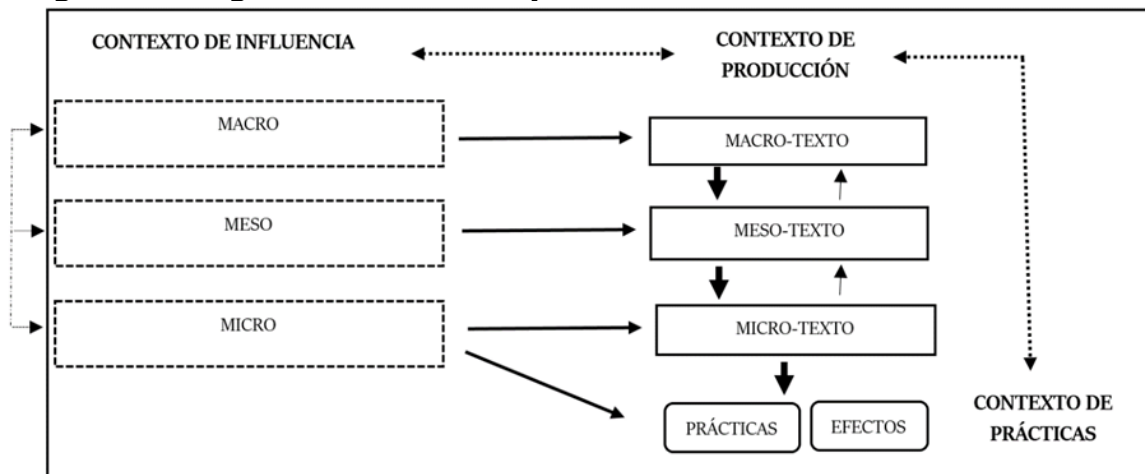 CONTEXTO DE INFLUENCIA
CONTEXTO DE
PRODUCCIÓN
MACRO
MACRO-TEXTO
MESO
MESO-TEXTO
MICRO
MICRO-TEXTO
PRÁCTICAS
EFECTOS
CONTEXTO DE
PRÁCTICAS